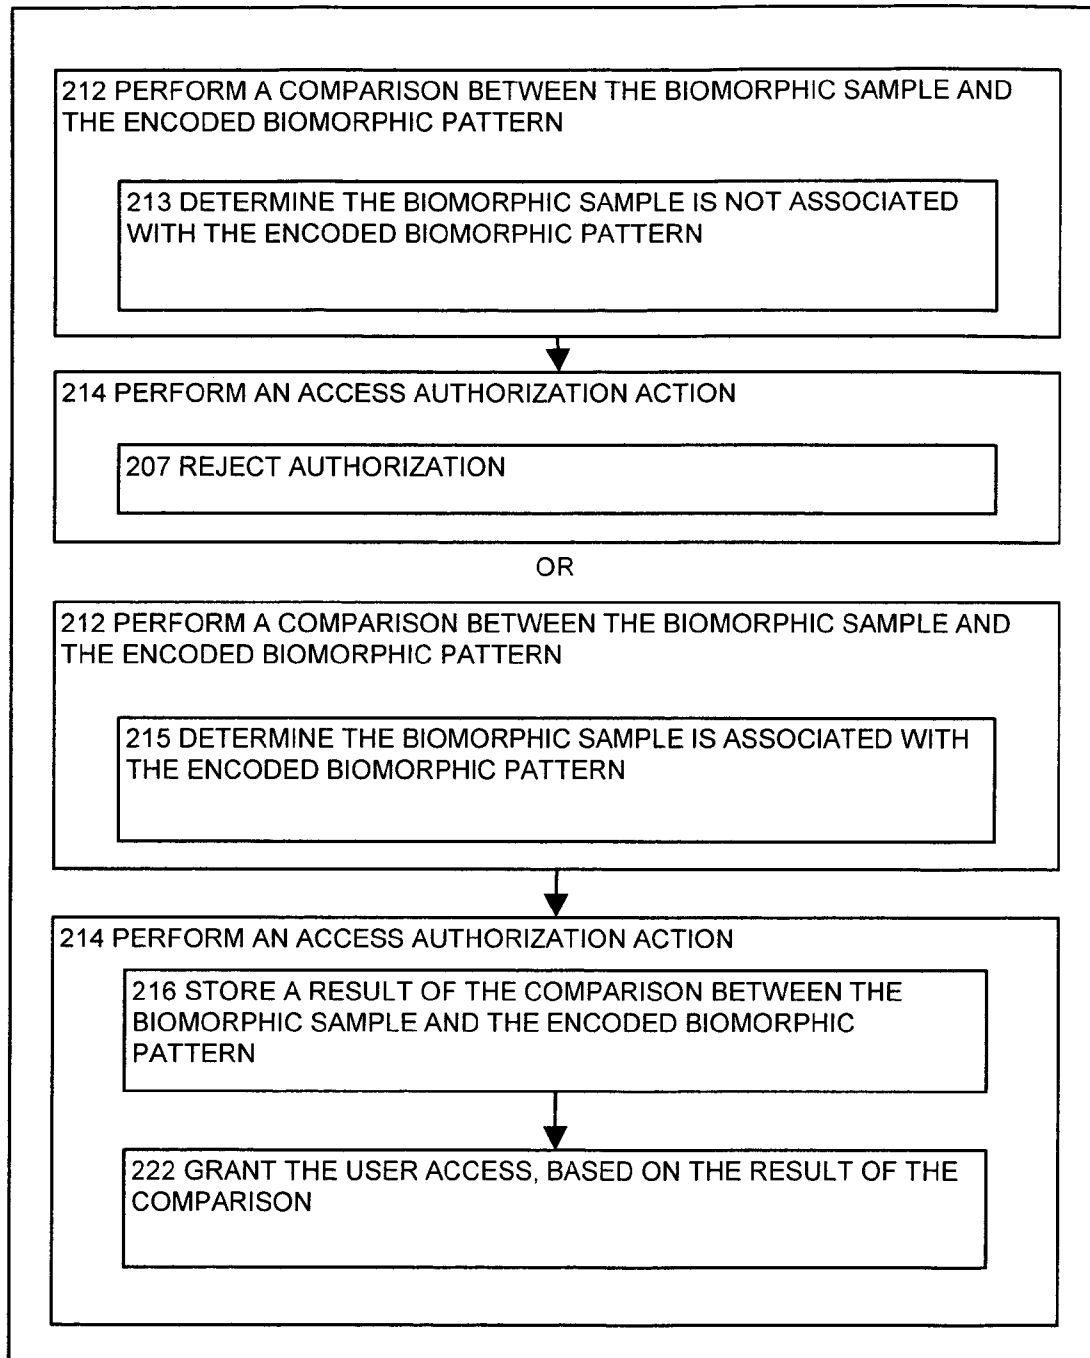 212 PERFORM A COMPARISON BETWEEN THE BIOMORPHIC SAMPLE AND
THE ENCODED BIOMORPHIC PATTERN
213 DETERMINE THE BIOMORPHIC SAMPLE IS NOT ASSOCIATED
WITH THE ENCODED BIOMORPHIC PATTERN
214 PERFORM AN ACCESS AUTHORIZATION ACTION
207 REJECT AUTHORIZATION
OR
212 PERFORM A COMPARISON BETWEEN THE BIOMORPHIC SAMPLE AND
THE ENCODED BIOMORPHIC PATTERN
215 DETERMINE THE BIOMORPHIC SAMPLE IS ASSOCIATED WITH
THE ENCODED BIOMORPHIC PATTERN
214 PERFORM AN ACCESS AUTHORIZATION ACTION
216 STORE A RESULT OF THE COMPARISON BETWEEN THE
BIOMORPHIC SAMPLE AND THE ENCODED BIOMORPHIC
PATTERN
222 GRANT THE USER ACCESS, BASED ON THE RESULT OF THE
COMPARISON